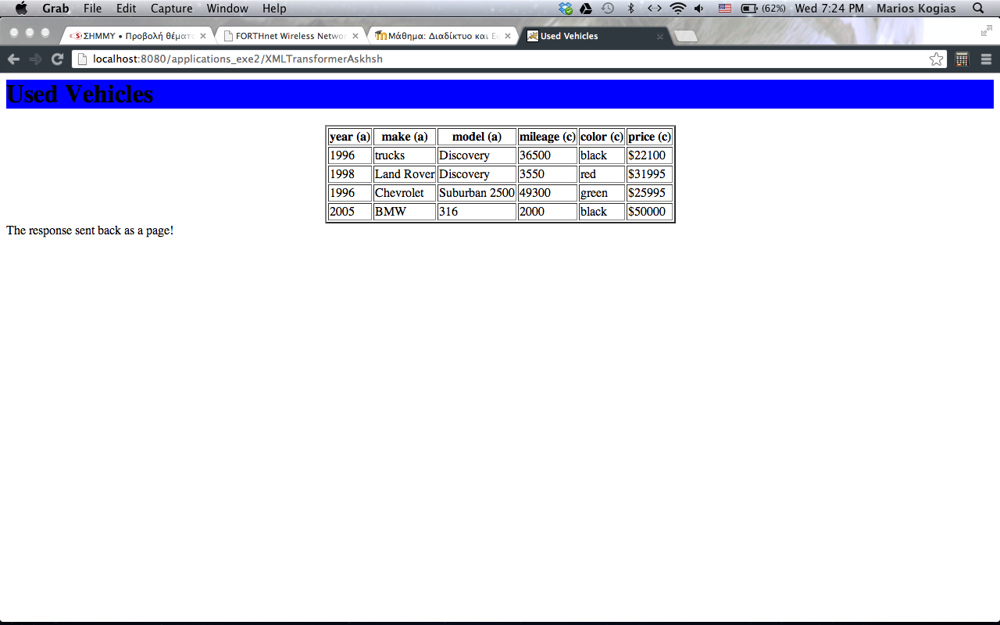 Grab File Edit Capture Window Help (62%) Wed 7:24 PM Marios Kogias
ΣΗΜΜΥ • Προβολή θέματο FORTHnet Wireless Networ Μάθημα: Διαδίκτυο και Εφ Used Vehicles
localhost:8080/applications_exe2/XMLTransformerAskhsh
Used Vehicles
year (a) make (a) model (a) mileage (c) color (c) price (c)
1996 trucks Discovery 36500 black $22100
1998 Land Rover Discovery 3550 red $31995
1996 Chevrolet Suburban 2500 49300 green $25995
2005 BMW 316 2000 black $50000
The response sent back as a page!